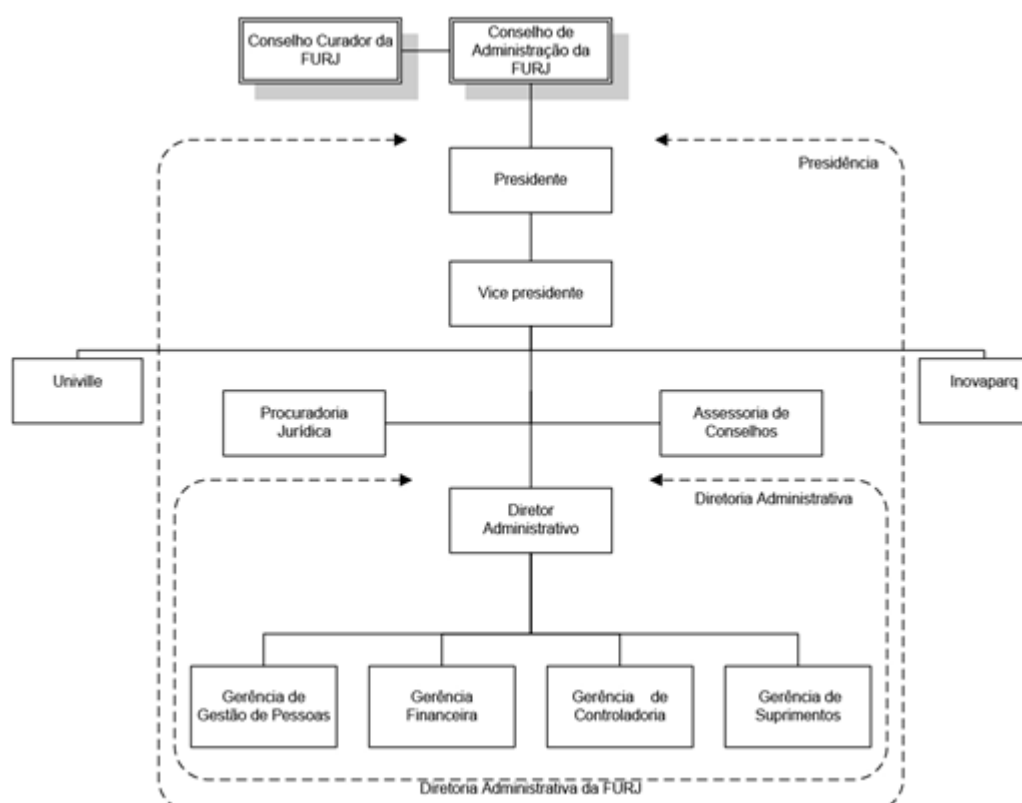 Conselho Curador da
FURJ
Conselho de
Administração da
FURJ
Presidência
Presidente
Vice presidente
Univille
Inovaparq
Procuradoria
Jurídica
Assessoria de
Conselhos
Diretoria Administrativa
Diretor
Administrativo
Gerência de
Gestão de Pessoas
Gerência
Financeira
Gerência de
Controladoria
Gerência de
Suprimentos
Diretoria Administrativa da FURJ